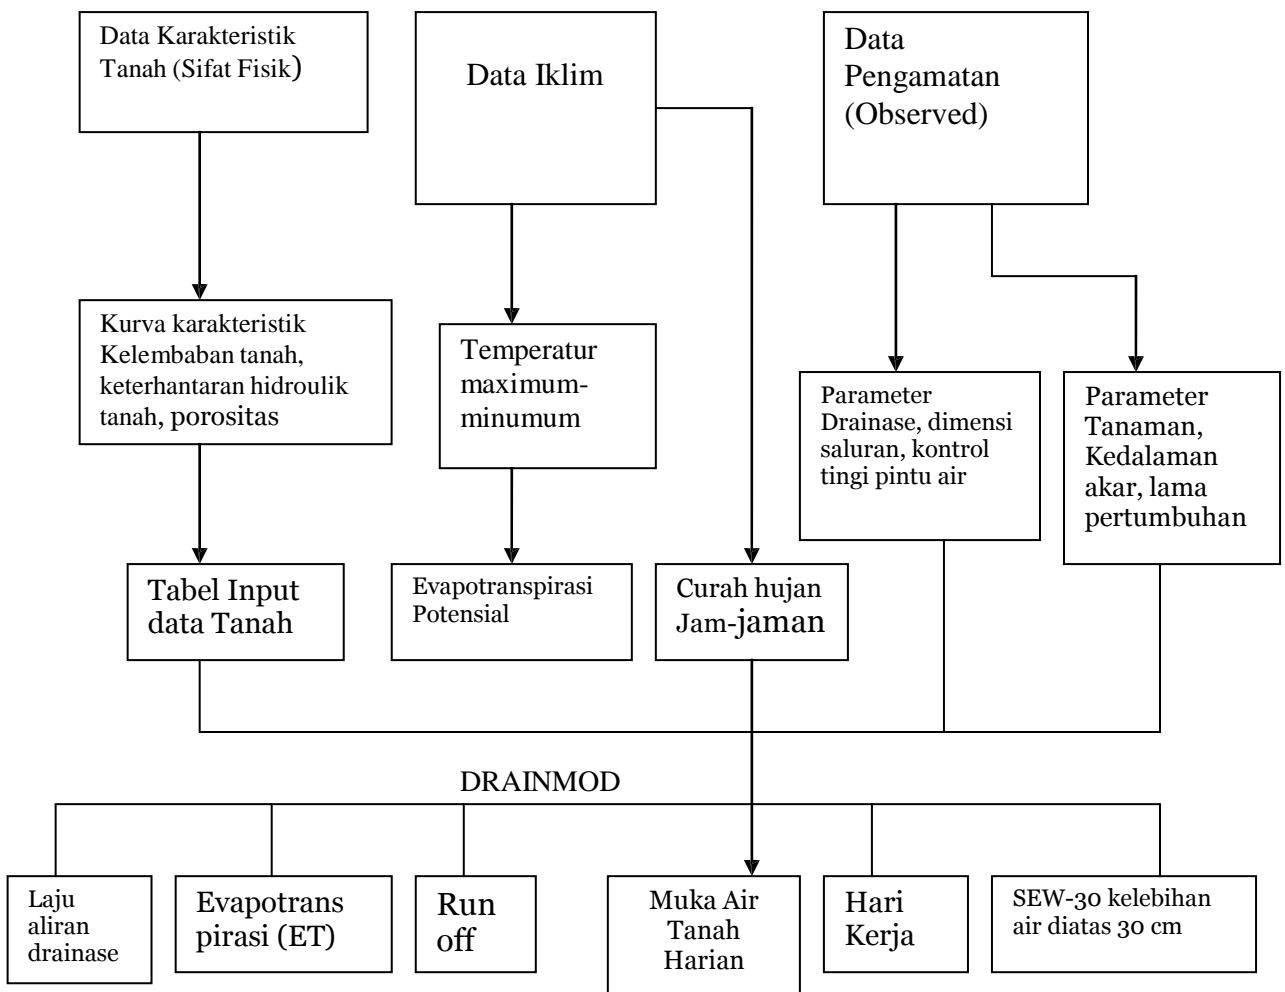 Data Karakteristik
Tanah (Sifat Fisik)
Data Iklim
Data
Pengamatan
(Observed)
Kurva karakteristik
Kelembaban tanah,
keterhantaran hidroulik
tanah, porositas
Temperatur
maximum-
minumum
Parameter
Drainase, dimensi
saluran, kontrol
tingi pintu air
Parameter
Tanaman,
Kedalaman
akar, lama
pertumbuhan
Tabel Input
data Tanah
Evapotranspirasi
Potensial
Curah hujan
Jam-jaman
DRAINMOD
Laju
aliran
drainase
Evapotrans
pirasi (ET)
Run
off
Muka Air
Tanah
Harian
Hari
Kerja
SEW-30 kelebihan
air diatas 30 cm